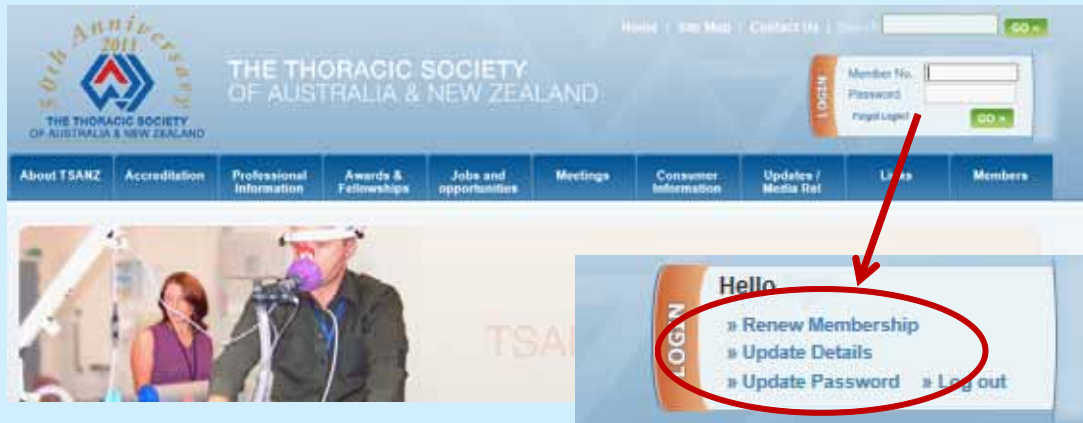 50th Anniversary
2011
THE THORACIC SOCIETY
OF AUSTRALIA & NEW ZEALAND
Home | Site Map | Contact Us | Search GO »
THE THORACIC SOCIETY
OF AUSTRALIA & NEW ZEALAND
LOGIN
Member No.
Password
Forgot Login? GO »
About TSANZ Accreditation Professional Information Awards & Fellowships Jobs and opportunities Meetings Consumer Information Updates / Media Rel Links Members
TSA
LOGIN
Hello
» Renew Membership
» Update Details
» Update Password » Log out